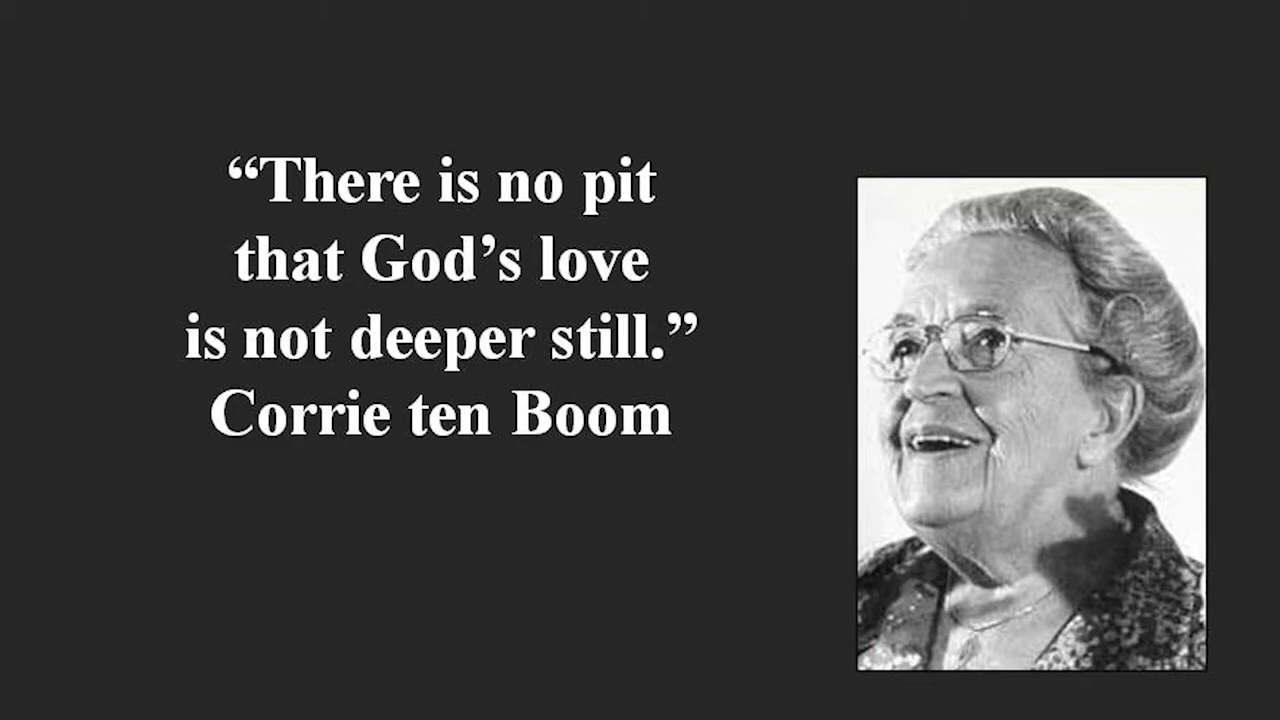 “There is no pit
that God’s love
is not deeper still.”
Corrie ten Boom